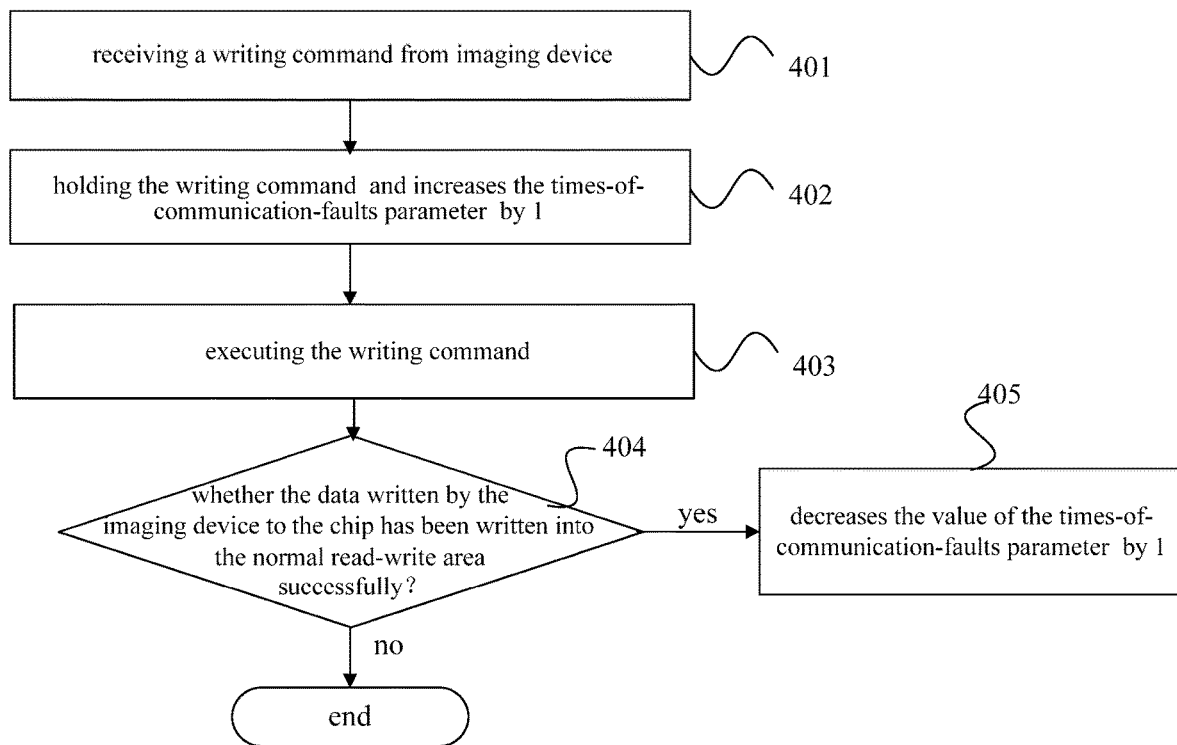 receiving a writing command from imaging device
401
holding the writing command and increases the times-of-
communication-faults parameter by 1
402
executing the writing command
403
405
404
whether the data written by the
imaging device to the chip has been written into
the normal read-write area
successfully?
yes
decreases the value of the times-of-
communication-faults parameter by 1
no
end